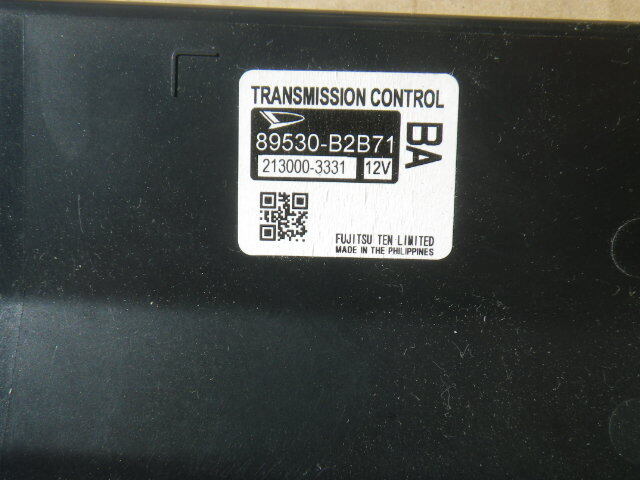 TRANSMISSION CONTROL
89530-B2B71
213000-3331 12V
BA
FUJITSU TEN LIMITED
MADE IN THE PHILIPPINES